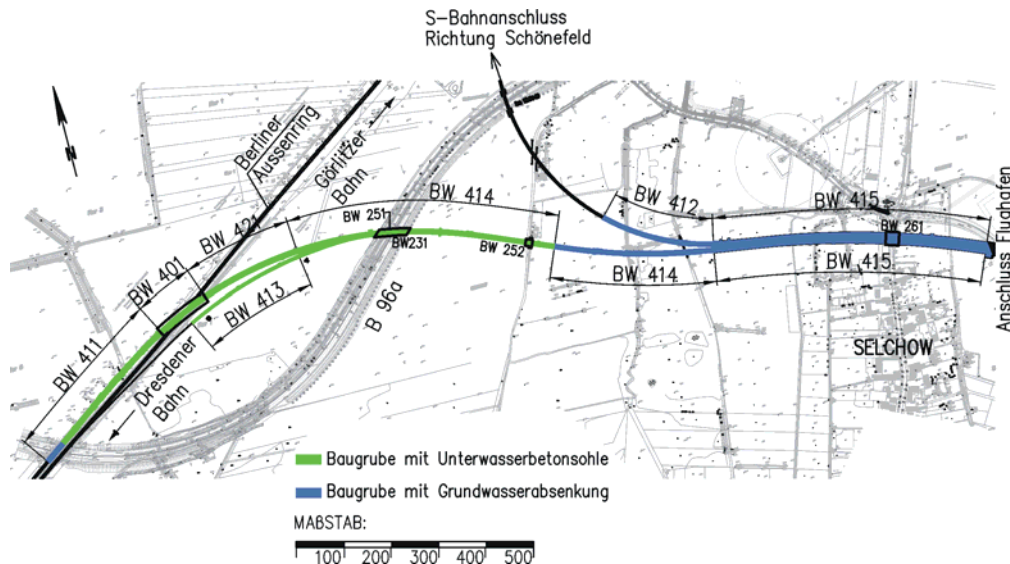 S-Bahnanschluss
Richtung Schönefeld
N
Berliner
Aussenring
Görlitzer
Bahn
BW 421
BW 414
BW 251
BW231
BW 252
BW 412
BW 415
BW 261
BW 401
BW 413
BW 411
Dresdener
Bahn
B 96a
BW 414
BW 415
Anschluss Flughafen
SELCHOW
Baugrube mit Unterwasserbetonsohle
Baugrube mit Grundwasserabsenkung
MAßSTAB:
100 200 300 400 500